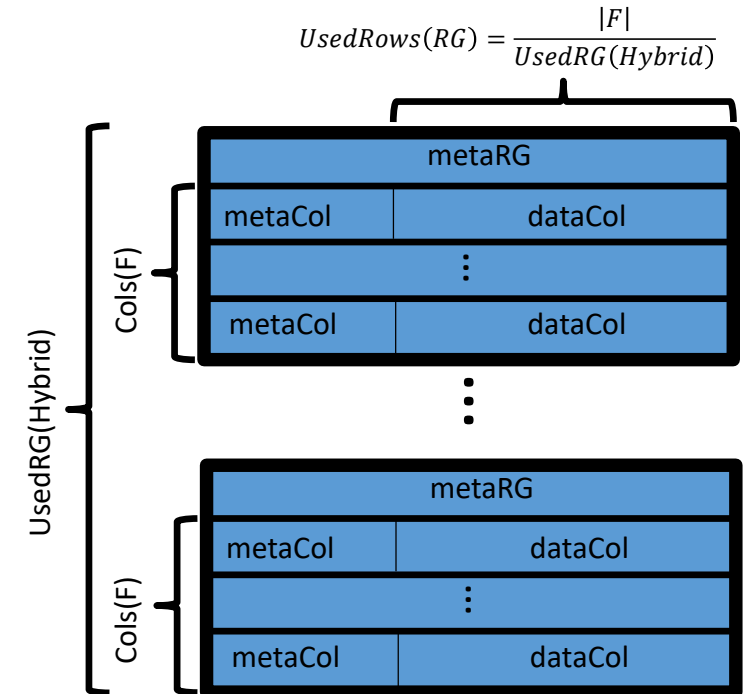 UsedRows(RG) = |F| / UsedRG(Hybrid)
metaRG
metaCol dataCol
⋮
metaCol dataCol
Cols(F)
⋮
UsedRG(Hybrid)
metaRG
metaCol dataCol
⋮
metaCol dataCol
Cols(F)